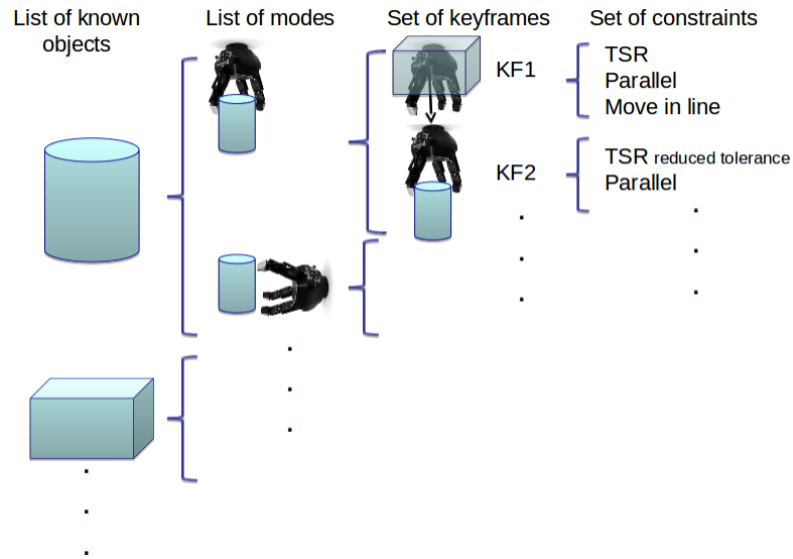 List of known
objects
List of modes
Set of keyframes
Set of constraints
KF1
TSR
Parallel
Move in line
KF2
TSR reduced tolerance
Parallel